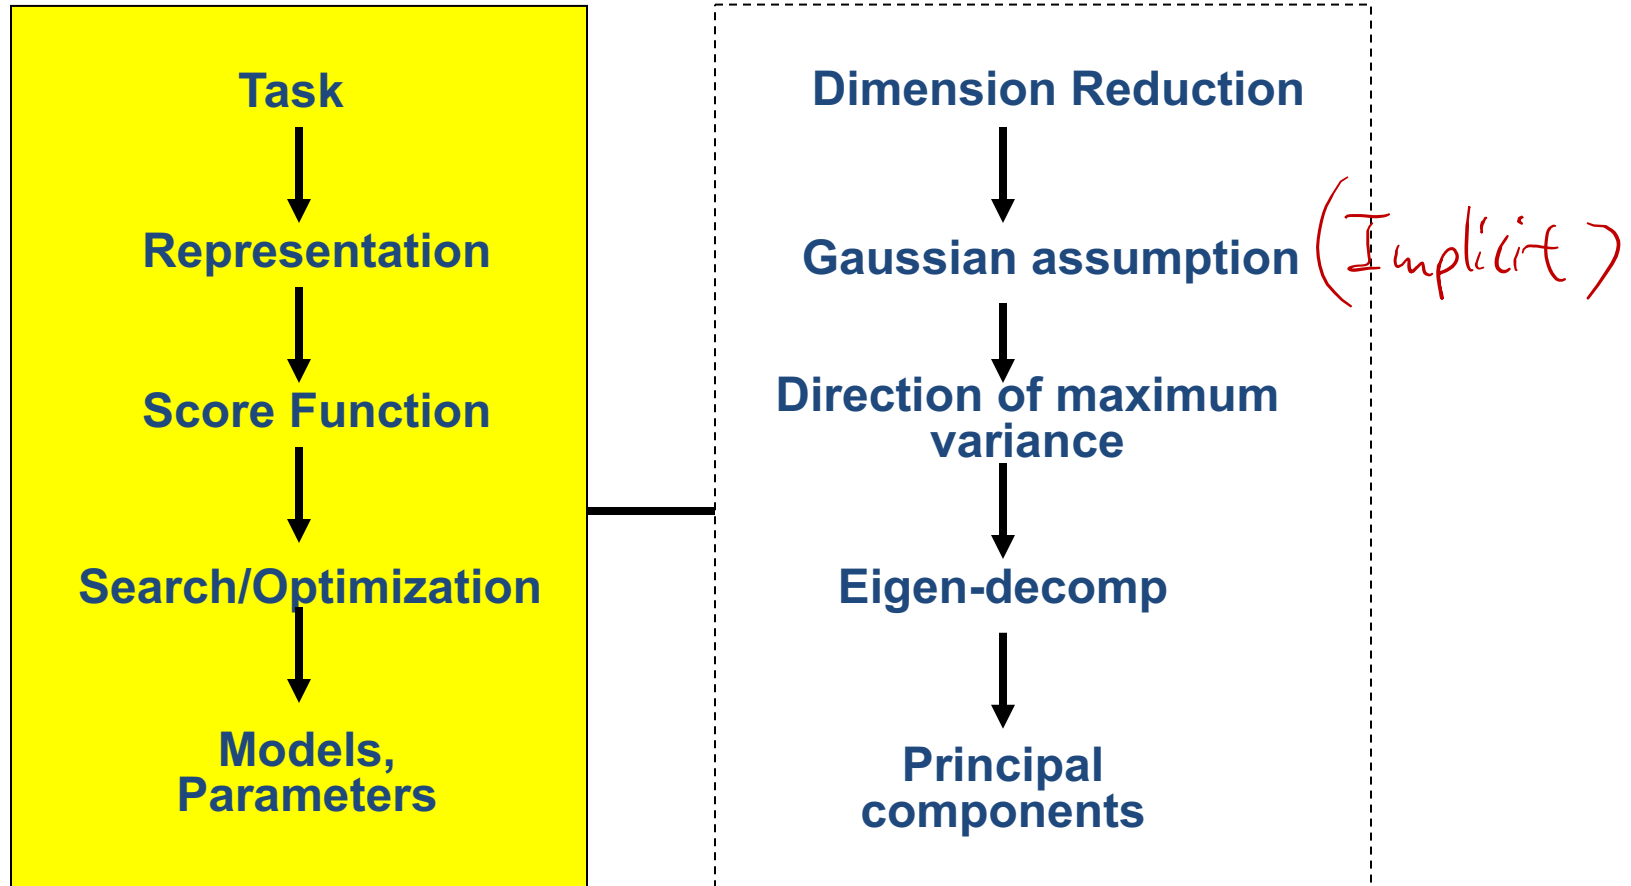 Task
Representation
Score Function
Search/Optimization
Models,
Parameters
Dimension Reduction
Gaussian assumption (Implicit)
Direction of maximum
variance
Eigen-decomp
Principal
components